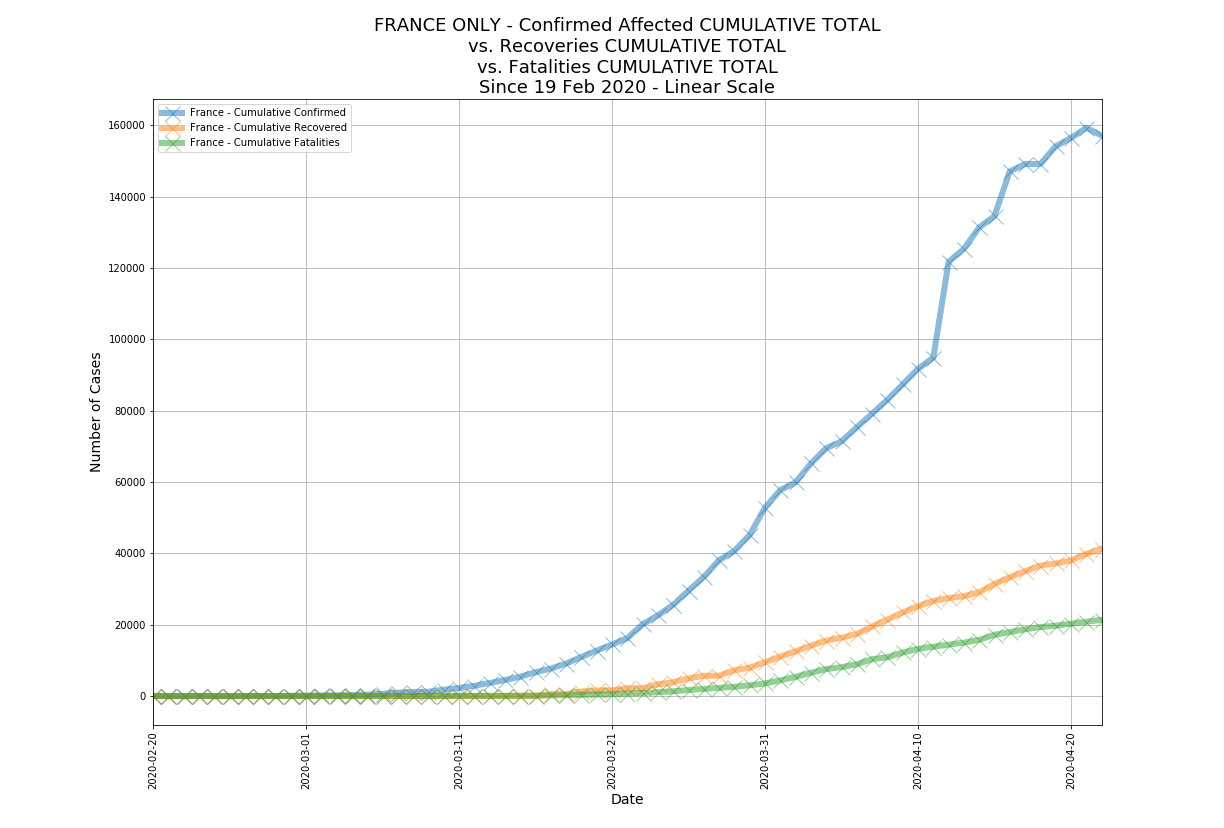 FRANCE ONLY - Confirmed Affected CUMULATIVE TOTAL
vs. Recoveries CUMULATIVE TOTAL
vs. Fatalities CUMULATIVE TOTAL
Since 19 Feb 2020 - Linear Scale
France - Cumulative Confirmed
France - Cumulative Recovered
France - Cumulative Fatalities
Number of Cases
160000
140000
120000
100000
80000
60000
40000
20000
0
2020-02-20
2020-03-01
2020-03-11
2020-03-21
2020-03-31
2020-04-10
2020-04-20
Date